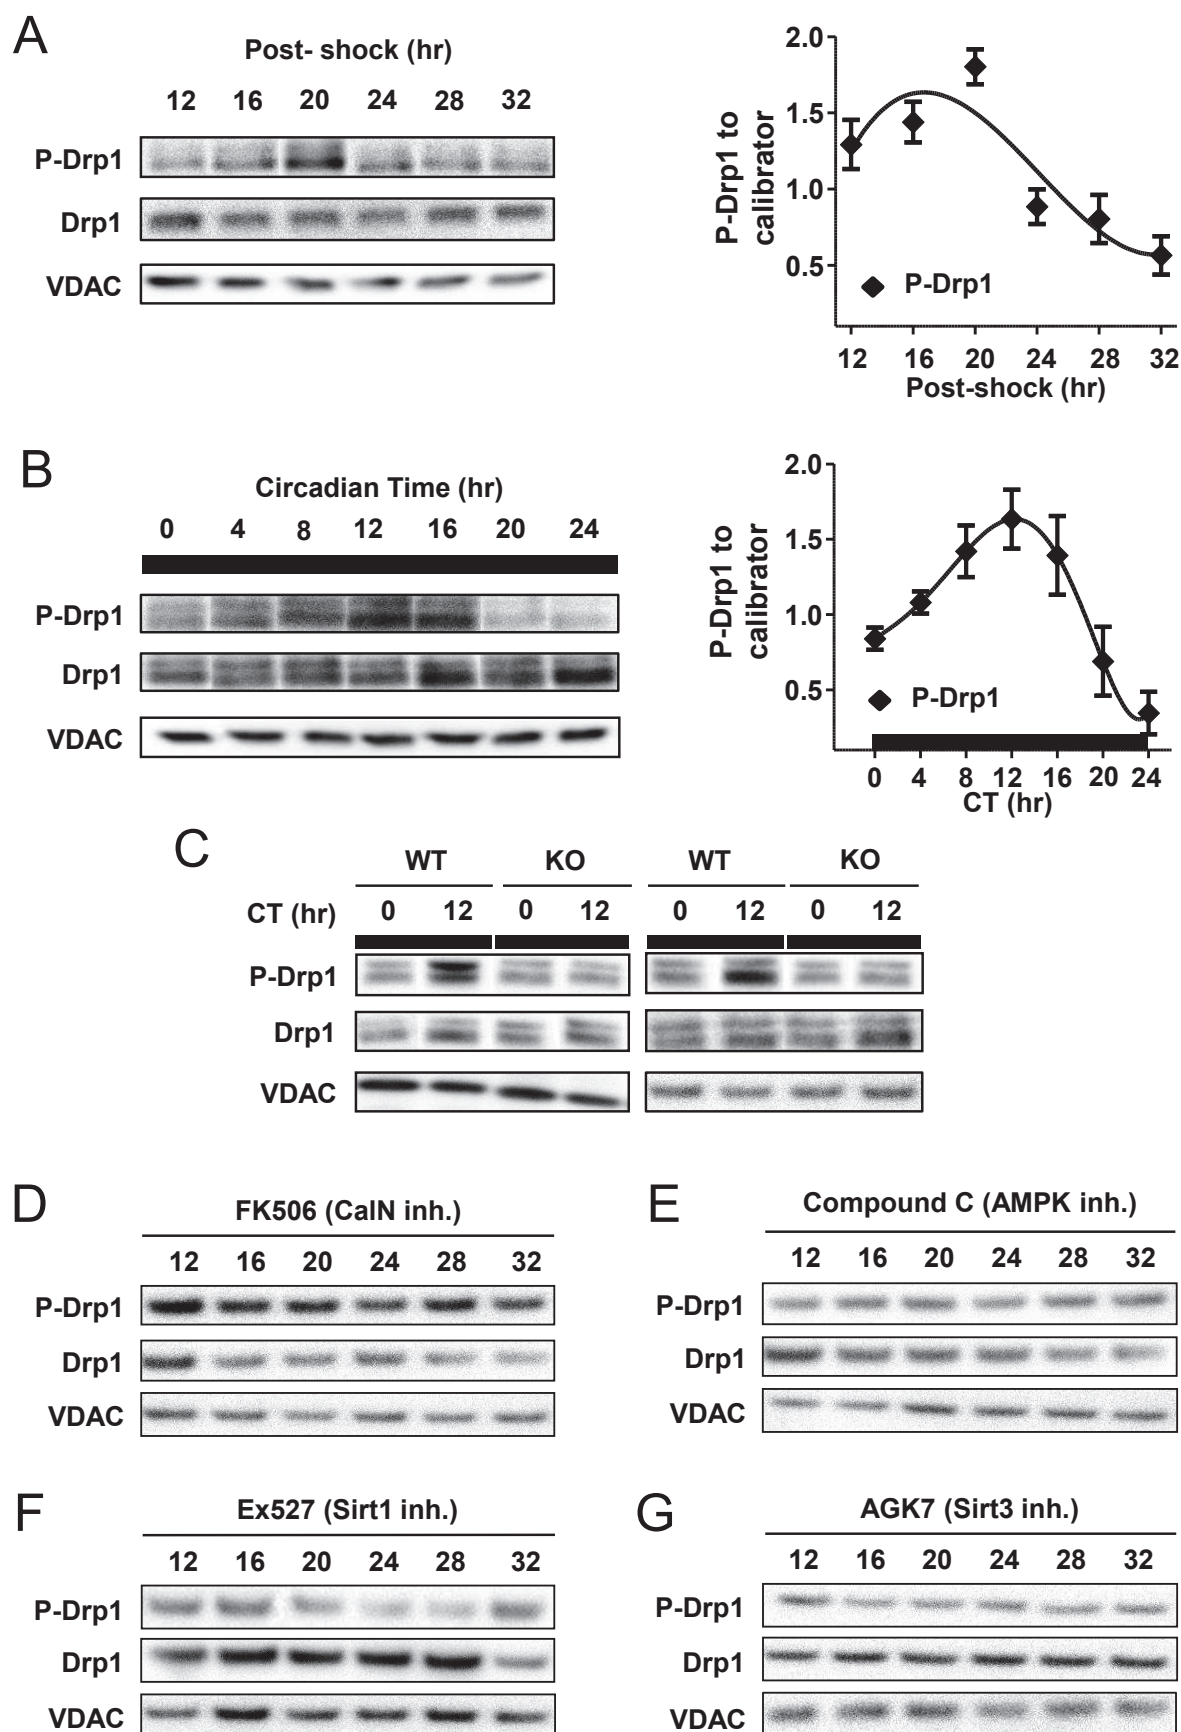 A
Post- shock (hr)
12 16 20 24 28 32
P-Drp1
Drp1
VDAC
2.0
1.5
1.0
0.5
P-Drp1 to
calibrator
P-Drp1
12 16 20 24 28 32
Post-shock (hr)
B
Circadian Time (hr)
0 4 8 12 16 20 24
P-Drp1
Drp1
VDAC
2.0
1.5
1.0
0.5
P-Drp1 to
calibrator
P-Drp1
0 4 8 12 16 20 24
CT (hr)
C
WT KO WT KO
CT (hr) 0 12 0 12 0 12 0 12
P-Drp1
Drp1
VDAC
D
FK506 (CalN inh.)
12 16 20 24 28 32
P-Drp1
Drp1
VDAC
E
Compound C (AMPK inh.)
12 16 20 24 28 32
P-Drp1
Drp1
VDAC
F
Ex527 (Sirt1 inh.)
12 16 20 24 28 32
P-Drp1
Drp1
VDAC
G
AGK7 (Sirt3 inh.)
12 16 20 24 28 32
P-Drp1
Drp1
VDAC